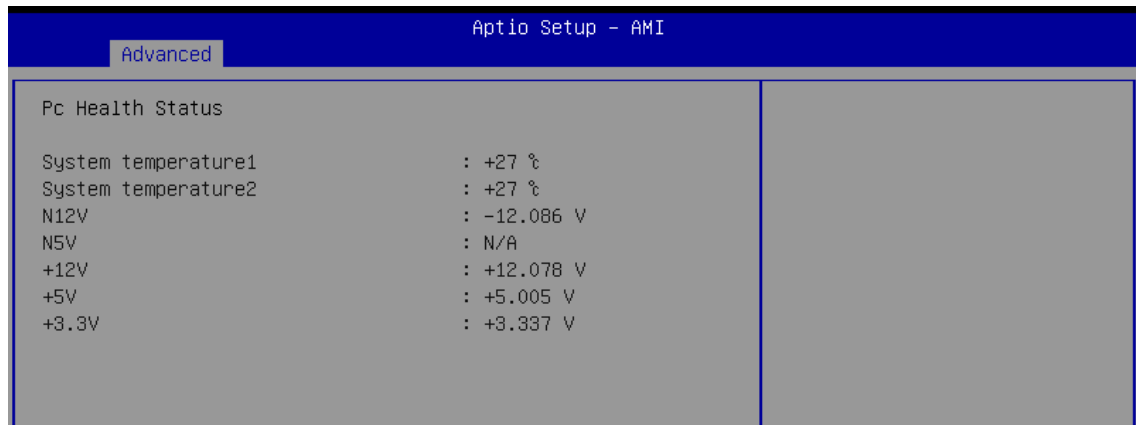 Aptio Setup – AMI
Advanced
Pc Health Status
System temperature1 : +27 ℃
System temperature2 : +27 ℃
N12V : -12.086 V
N5V : N/A
+12V : +12.078 V
+5V : +5.005 V
+3.3V : +3.337 V